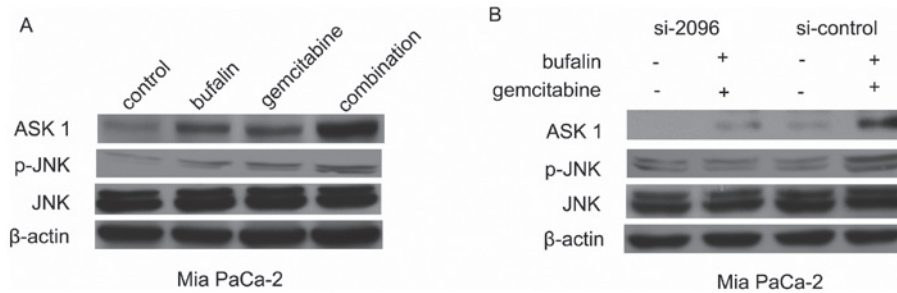 A
control bufalin gemcitabine combination
ASK 1
p-JNK
JNK
β-actin
Mia PaCa-2
B
si-2096 si-control
bufalin - + - +
gemcitabine - + - +
ASK 1
p-JNK
JNK
β-actin
Mia PaCa-2